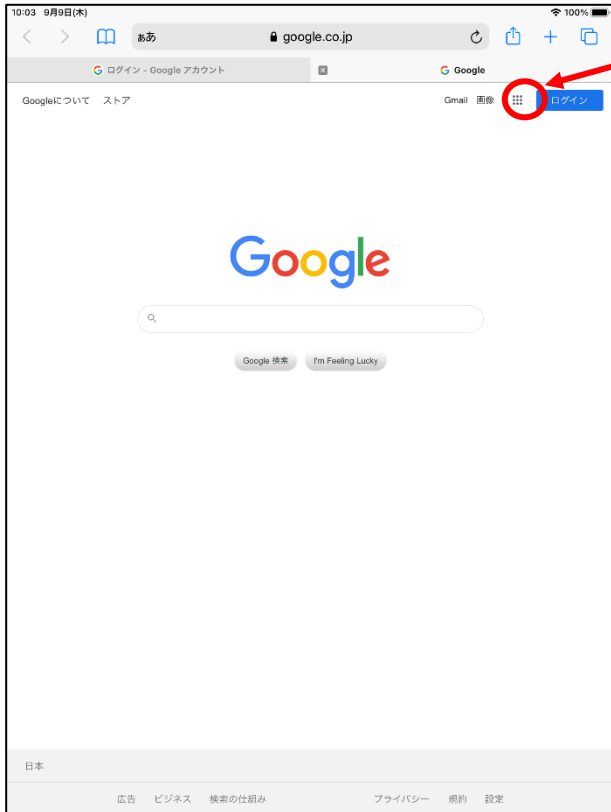 10:03 9月9日(木) 100%
ああ google.co.jp
G ログイン - Google アカウント G Google
Googleについて ストア Gmail 画像 ログイン
Google
Google 検索 I'm Feeling Lucky
日本
広告 ビジネス 検索の仕組み プライバシー 規約 設定